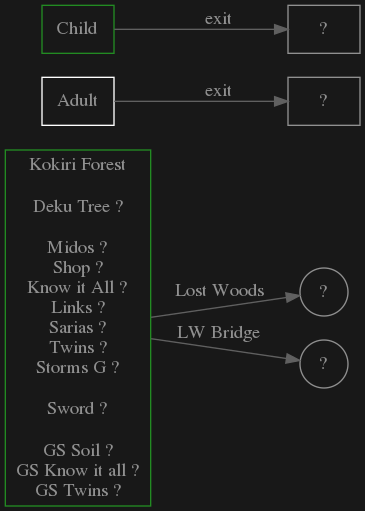 Child
exit
?
Adult
exit
?
Kokiri Forest
Deku Tree ?
Midos ?
Shop ?
Know it All ?
Links ?
Sarias ?
Twins ?
Storms G ?
Sword ?
GS Soil ?
GS Know it all ?
GS Twins ?
Lost Woods
?
LW Bridge
?